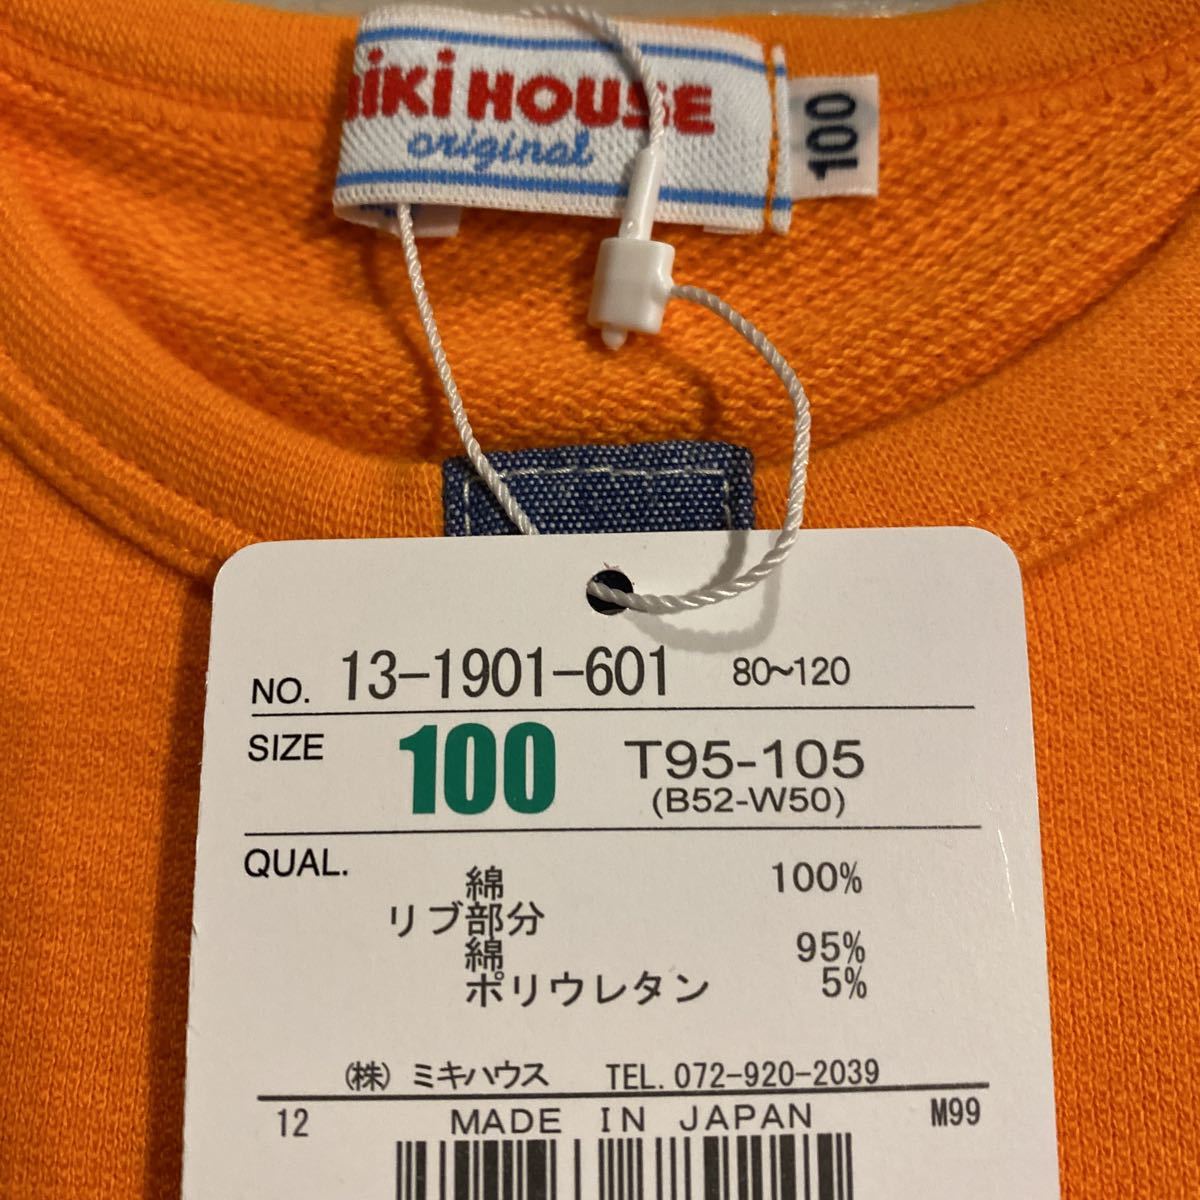 miki HOUSE
original
100
NO. 13-1901-601 80~120
SIZE 100 T95-105
(B52-W50)
QUAL.
綿 100%
リブ部分
綿 95%
ポリウレタン 5%
(株) ミキハウス TEL. 072-920-2039
12 MADE IN JAPAN M99